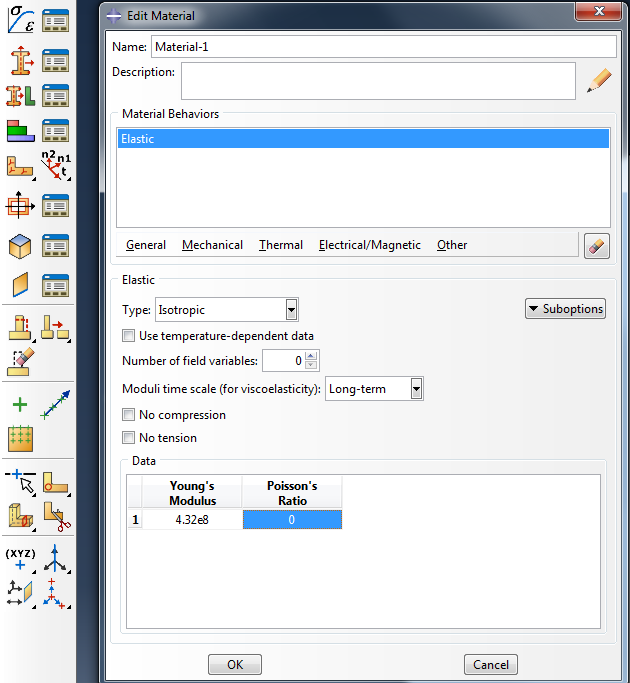 σ
ε
n2 n1
t
(XYZ)
Edit Material
Name: Material-1
Description:
Material Behaviors
Elastic
General Mechanical Thermal Electrical/Magnetic Other
Elastic
Type: Isotropic
Suboptions
Use temperature-dependent data
Number of field variables: 0
Moduli time scale (for viscoelasticity): Long-term
No compression
No tension
Data
Young's
Modulus
Poisson's
Ratio
1 4.32e8 0
OK Cancel